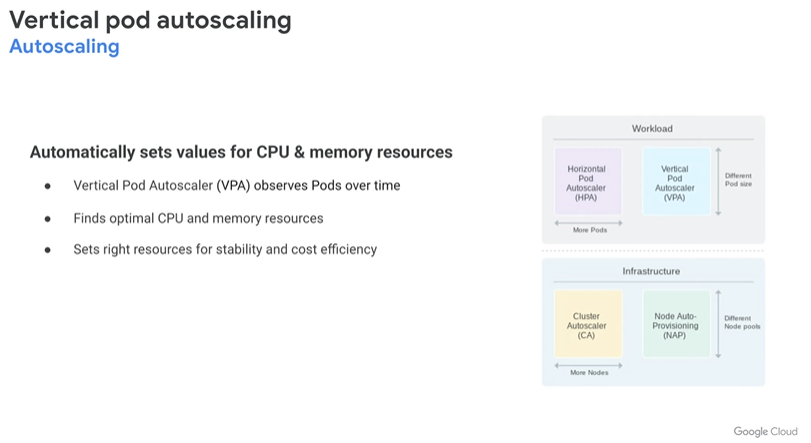 Vertical pod autoscaling
Autoscaling
Automatically sets values for CPU & memory resources
● Vertical Pod Autoscaler (VPA) observes Pods over time
● Finds optimal CPU and memory resources
● Sets right resources for stability and cost efficiency
Workload
Horizontal
Pod
Autoscaler
(HPA)
Vertical
Pod
Autoscaler
(VPA)
Different
Pod size
More Pods
Infrastructure
Cluster
Autoscaler
(CA)
Node Auto-
Provisioning
(NAP)
Different
Node pools
More Nodes
Google Cloud